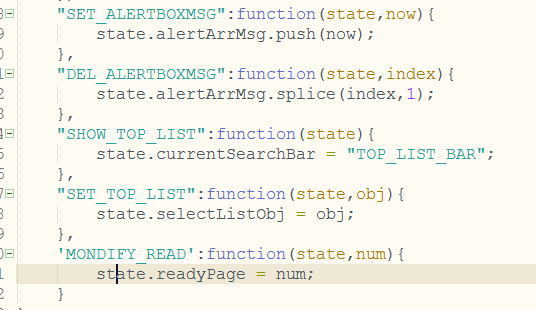 "SET_ALERTBOXMSG":function(state,now){
state.alertArrMsg.push(now);
},
"DEL_ALERTBOXMSG":function(state,index){
state.alertArrMsg.splice(index,1);
},
"SHOW_TOP_LIST":function(state){
state.currentSearchBar = "TOP_LIST_BAR";
},
"SET_TOP_LIST":function(state,obj){
state.selectListObj = obj;
},
'MONDIFY_READ':function(state,num){
state.readyPage = num;
}